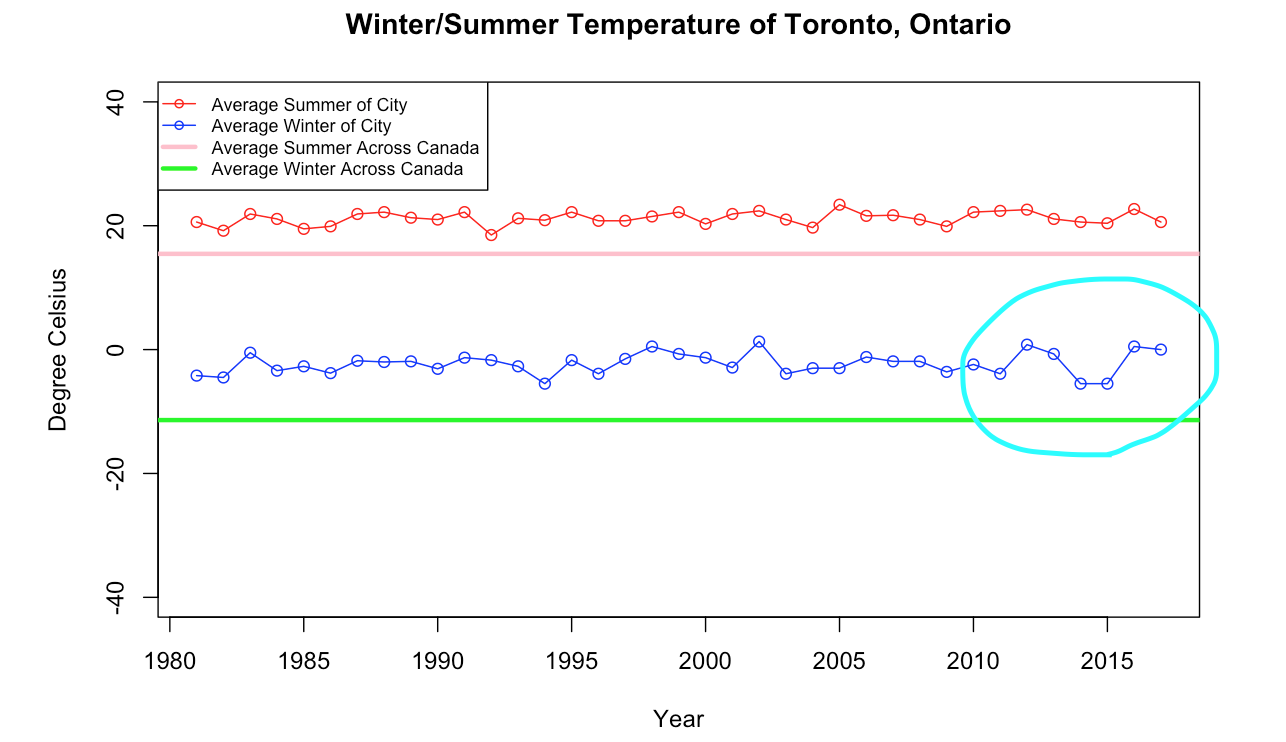 Winter/Summer Temperature of Toronto, Ontario
Average Summer of City
Average Winter of City
Average Summer Across Canada
Average Winter Across Canada
40
20
0
-20
-40
Degree Celsius
1980 1985 1990 1995 2000 2005 2010 2015
Year